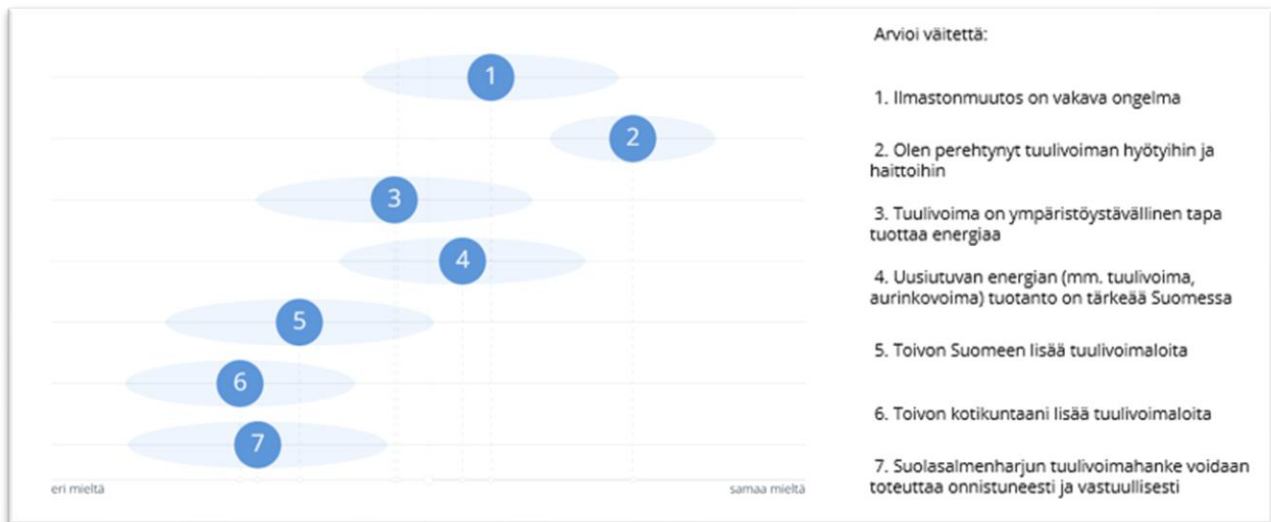 1
2
3
4
5
6
7
eri mieltä
samaa mieltä
Arvioi väitettä:
1. Ilmastonmuutos on vakava ongelma
2. Olen perehtynyt tuulivoiman hyötyihin ja
haittoihin
3. Tuulivoima on ympäristöystävällinen tapa
tuottaa energiaa
4. Uusiutuvan energian (mm. tuulivoima,
aurinkovoima) tuotanto on tärkeää Suomessa
5. Toivon Suomeen lisää tuulivoimaloita
6. Toivon kotikuntaani lisää tuulivoimaloita
7. Suolasalmenharjun tuulivoimahanke voidaan
toteuttaa onnistuneesti ja vastuullisesti